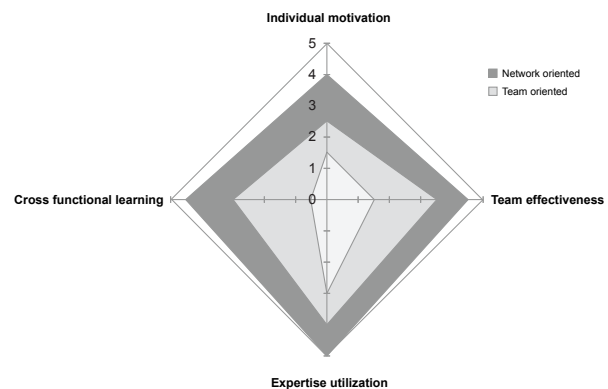 Individual motivation
5
4
3
2
1
0
Network oriented
Team oriented
Cross functional learning
Team effectiveness
Expertise utilization